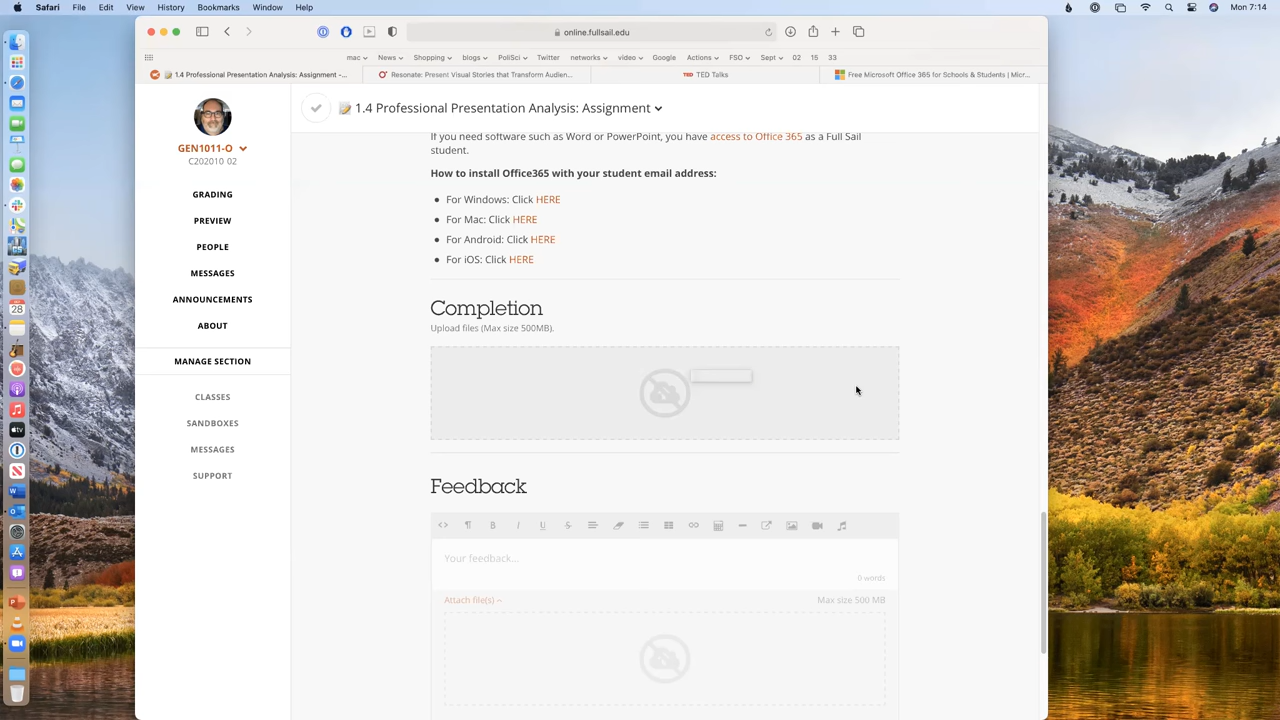 Safari File Edit View History Bookmarks Window Help Mon 7:14
online.fullsail.edu
mac News Shopping blogs PoliSci Twitter networks video Google Actions FSO Sept 02 15 33
1.4 Professional Presentation Analysis: Assignment -...
Resonate: Present Visual Stories that Transform Audien...
TED TED Talks
Free Microsoft Office 365 for Schools & Students | Micr...
1.4 Professional Presentation Analysis: Assignment
GEN1011-O
C202010 02
GRADING
PREVIEW
PEOPLE
MESSAGES
ANNOUNCEMENTS
ABOUT
MANAGE SECTION
CLASSES
SANDBOXES
MESSAGES
SUPPORT
If you need software such as Word or PowerPoint, you have access to Office 365 as a Full Sail
student.
How to install Office365 with your student email address:
• For Windows: Click HERE
• For Mac: Click HERE
• For Android: Click HERE
• For iOS: Click HERE
Completion
Upload files (Max size 500MB).
Feedback
Your feedback...
0 words
Attach file(s) Max size 500 MB
28